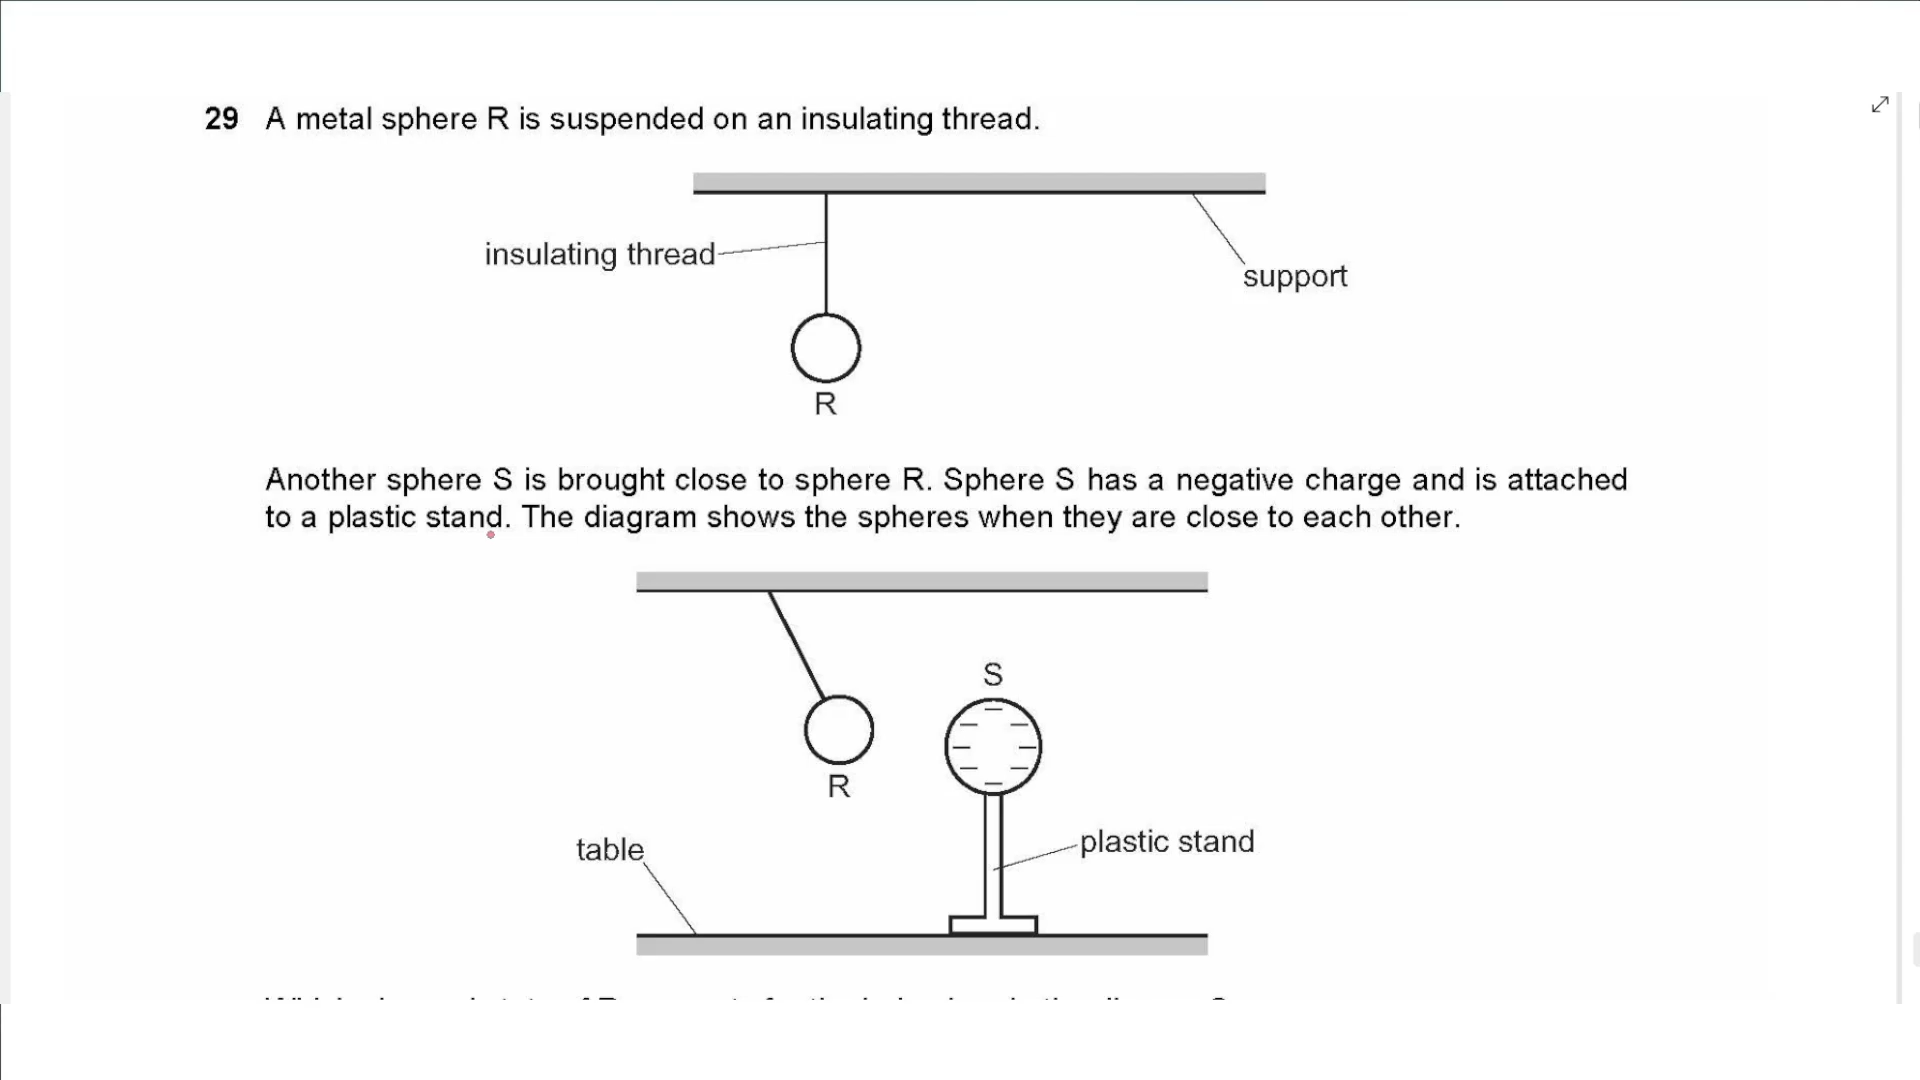 29 A metal sphere R is suspended on an insulating thread.
insulating thread
support
R
Another sphere S is brought close to sphere R. Sphere S has a negative charge and is attached
to a plastic stand. The diagram shows the spheres when they are close to each other.
S
R
table
plastic stand